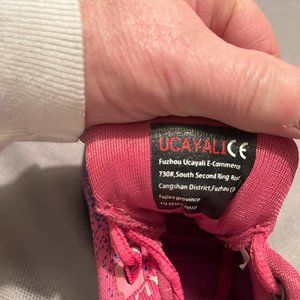 UCAYALI CE
Fuzhou Ucayali E-Commerce
730#,South Second Ring
Cangshan District,Fuzhou
Fujian province